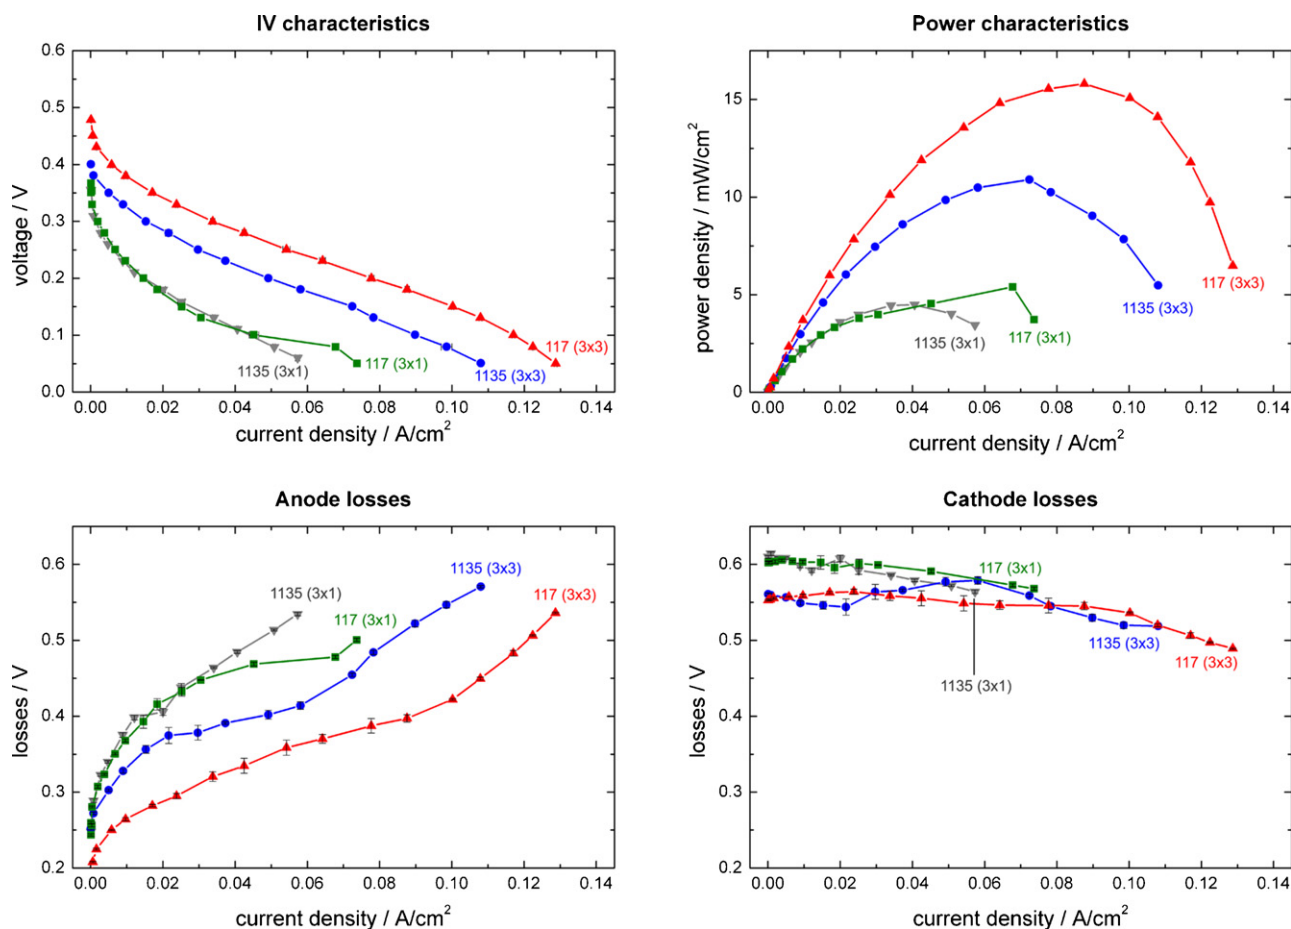 IV characteristics
0.6
0.5
0.4
0.3
0.2
0.1
0.0
voltage / V
117 (3x3)
1135 (3x1)
117 (3x1)
1135 (3x3)
0.00 0.02 0.04 0.06 0.08 0.10 0.12 0.14
current density / A/cm²
Power characteristics
15
10
5
0
power density / mW/cm²
117 (3x3)
1135 (3x3)
1135 (3x1)
117 (3x1)
0.00 0.02 0.04 0.06 0.08 0.10 0.12 0.14
current density / A/cm²
Anode losses
0.6
0.5
0.4
0.3
0.2
losses / V
1135 (3x3)
1135 (3x1)
117 (3x3)
117 (3x1)
0.00 0.02 0.04 0.06 0.08 0.10 0.12 0.14
current density / A/cm²
Cathode losses
0.6
0.5
0.4
0.3
0.2
losses / V
117 (3x1)
1135 (3x3)
117 (3x3)
1135 (3x1)
0.00 0.02 0.04 0.06 0.08 0.10 0.12 0.14
current density / A/cm²